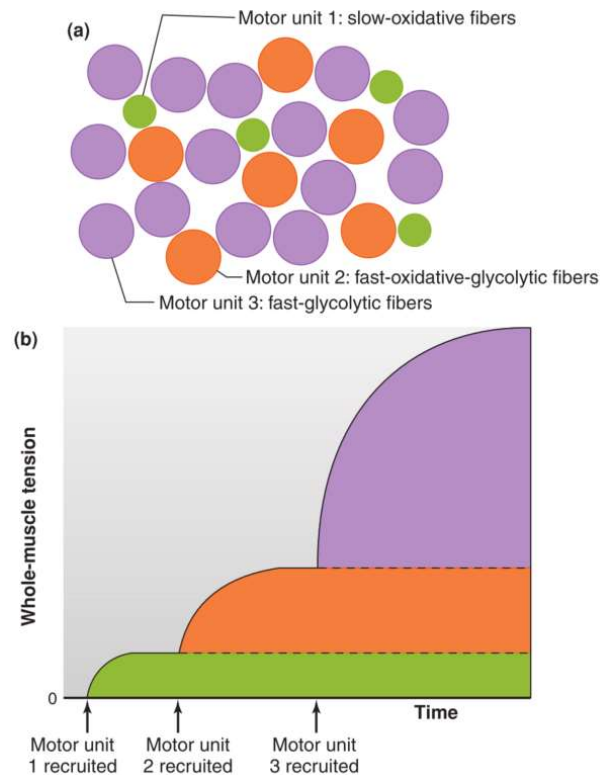 (a)
Motor unit 1: slow-oxidative fibers
Motor unit 2: fast-oxidative-glycolytic fibers
Motor unit 3: fast-glycolytic fibers
(b)
Whole-muscle tension
0
Time
Motor unit
1 recruited
Motor unit
2 recruited
Motor unit
3 recruited